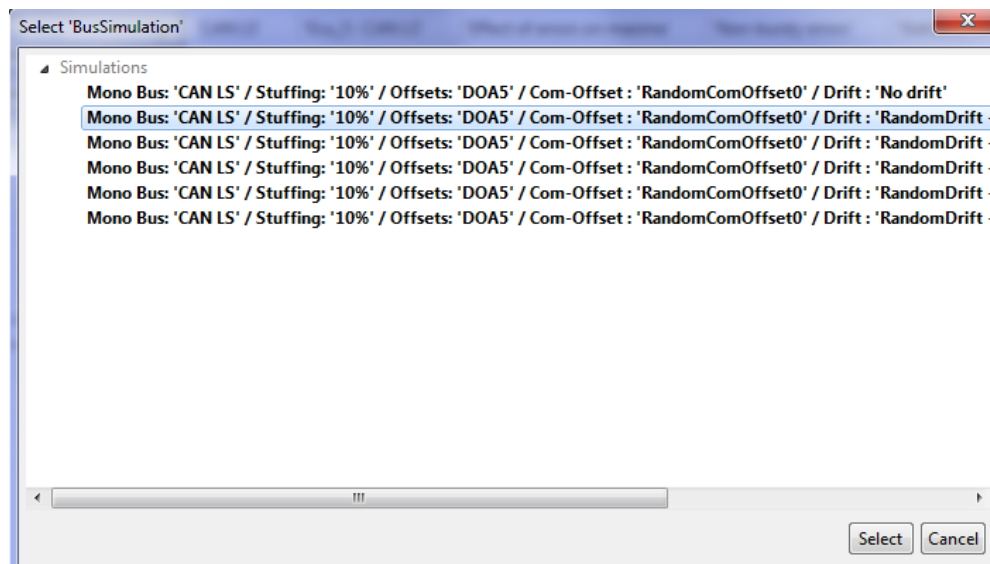 Select 'BusSimulation'
Simulations
Mono Bus: 'CAN LS' / Stuffing: '10%' / Offsets: 'DOA5' / Com-Offset : 'RandomComOffset0' / Drift : 'No drift'
Mono Bus: 'CAN LS' / Stuffing: '10%' / Offsets: 'DOA5' / Com-Offset : 'RandomComOffset0' / Drift : 'RandomDrift -
Mono Bus: 'CAN LS' / Stuffing: '10%' / Offsets: 'DOA5' / Com-Offset : 'RandomComOffset0' / Drift : 'RandomDrift -
Mono Bus: 'CAN LS' / Stuffing: '10%' / Offsets: 'DOA5' / Com-Offset : 'RandomComOffset0' / Drift : 'RandomDrift -
Mono Bus: 'CAN LS' / Stuffing: '10%' / Offsets: 'DOA5' / Com-Offset : 'RandomComOffset0' / Drift : 'RandomDrift -
Mono Bus: 'CAN LS' / Stuffing: '10%' / Offsets: 'DOA5' / Com-Offset : 'RandomComOffset0' / Drift : 'RandomDrift -
Select Cancel